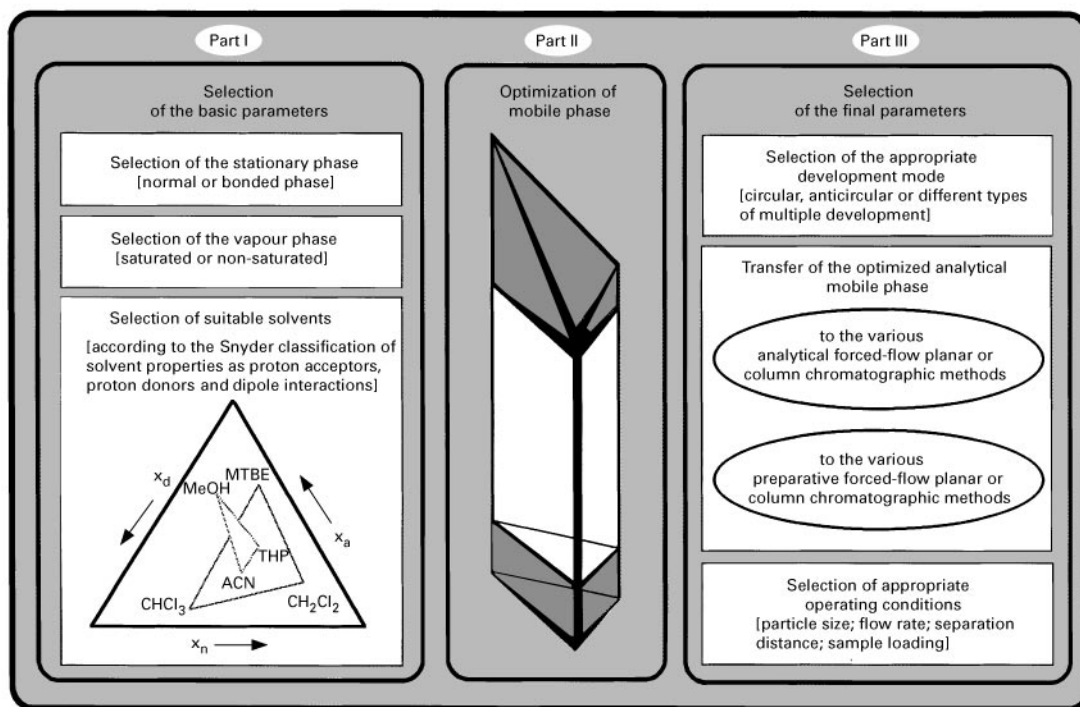 Part I
Selection
of the basic parameters
Selection of the stationary phase
[normal or bonded phase]
Selection of the vapour phase
[saturated or non-saturated]
Selection of suitable solvents
[according to the Snyder classification of
solvent properties as proton acceptors,
proton donors and dipole interactions]
x_d
MTBE
MeOH
x_a
THP
ACN
CHCl₃
CH₂Cl₂
x_n
Part II
Optimization of
mobile phase
Part III
Selection
of the final parameters
Selection of the appropriate
development mode
[circular, anticircular or different types
of multiple development]
Transfer of the optimized analytical
mobile phase
to the various
analytical forced-flow planar or
column chromatographic methods
to the various
preparative forced-flow planar or
column chromatographic methods
Selection of appropriate
operating conditions
[particle size; flow rate; separation
distance; sample loading]